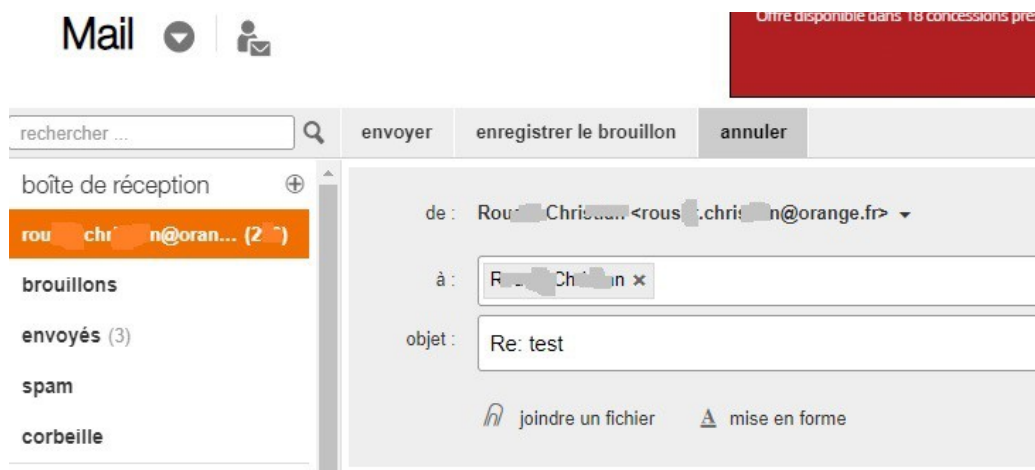 Mail
Offre disponible dans 18 concessions
rechercher ...
envoyer enregistrer le brouillon annuler
boîte de réception
de :
à :
brouillons
envoyés (3)
objet : Re: test
spam
joindre un fichier A mise en forme
corbeille